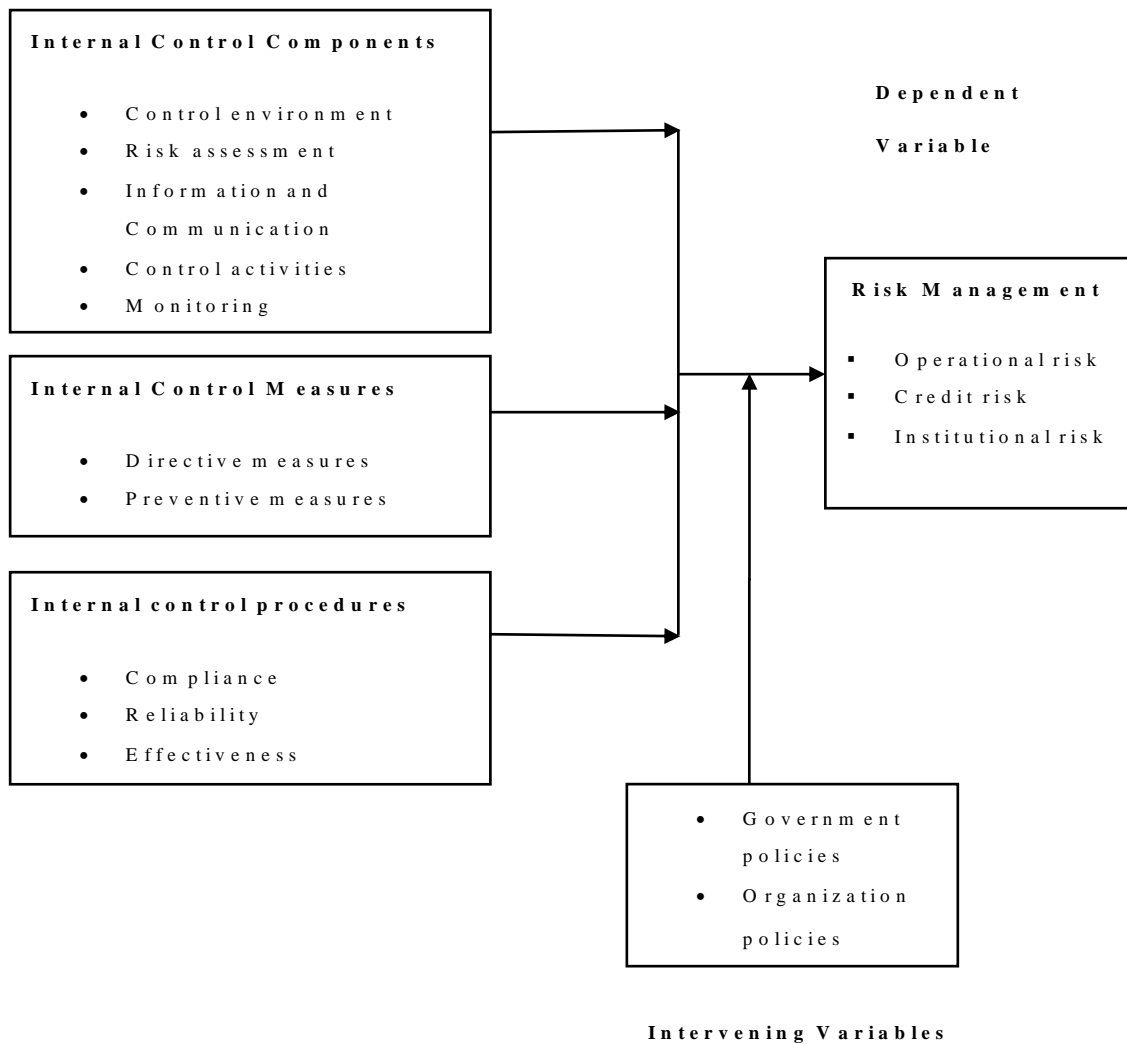 Internal Control Components
• Control environment
• Risk assessment
• Information and
Communication
• Control activities
• Monitoring
Internal Control Measures
• Directive measures
• Preventive measures
Internal control procedures
• Compliance
• Reliability
• Effectiveness
Dependent
Variable
Risk Management
▪ Operational risk
▪ Credit risk
▪ Institutional risk
• Government
policies
• Organization
policies
Intervening Variables